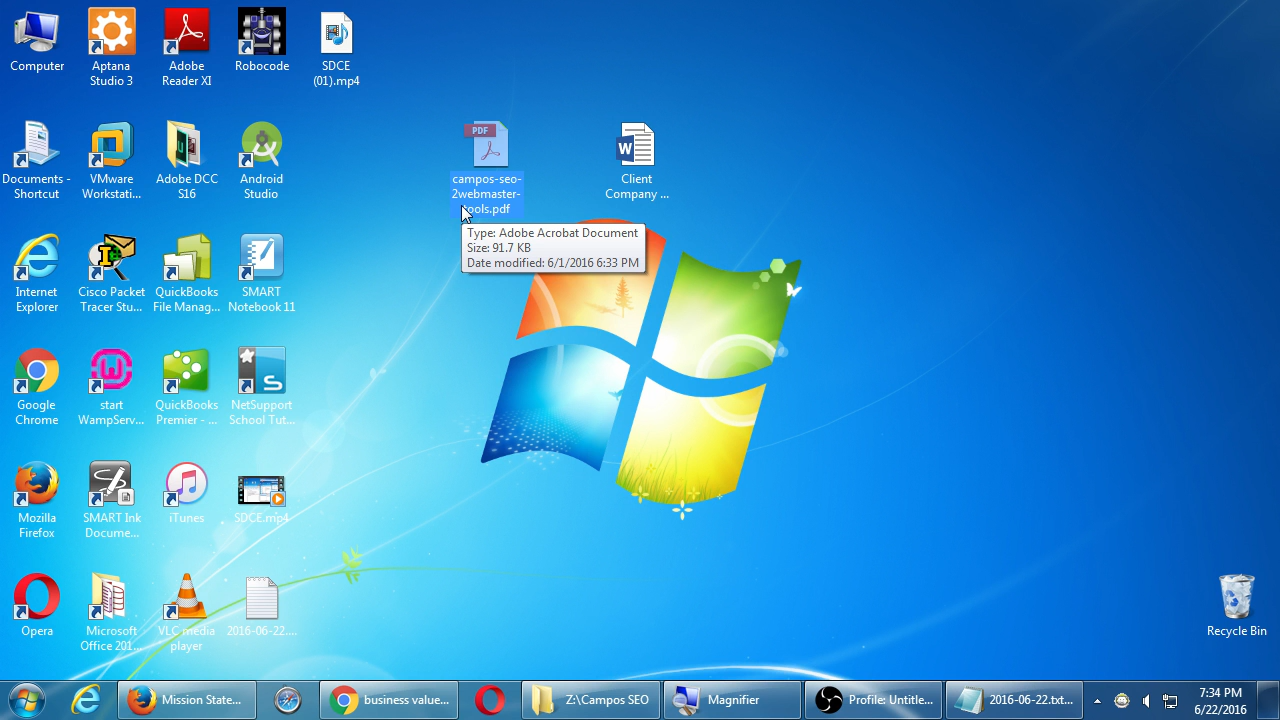 Computer
Aptana
Studio 3
Adobe
Reader XI
Robocode
SDCE
(01).mp4
Documents -
Shortcut
VMware
Workstati...
Adobe DCC
S16
Android
Studio
PDF
campos-seo-
2webmaster-
tools.pdf
W
Client
Company ...
Type: Adobe Acrobat Document
Size: 91.7 KB
Date modified: 6/1/2016 6:33 PM
Internet
Explorer
Cisco Packet
Tracer Stu...
QuickBooks
File Manag...
SMART
Notebook 11
Google
Chrome
start
WampServ...
QuickBooks
Premier - ...
NetSupport
School Tut...
Mozilla
Firefox
SMART Ink
Docume...
iTunes
SDCE.mp4
Opera
Microsoft
Office 201...
VLC media
player
2016-06-22....
Recycle Bin
Mission State...
business value...
Z:\Campos SEO
Magnifier
Profile: Untitle...
2016-06-22.txt...
7:34 PM
6/22/2016